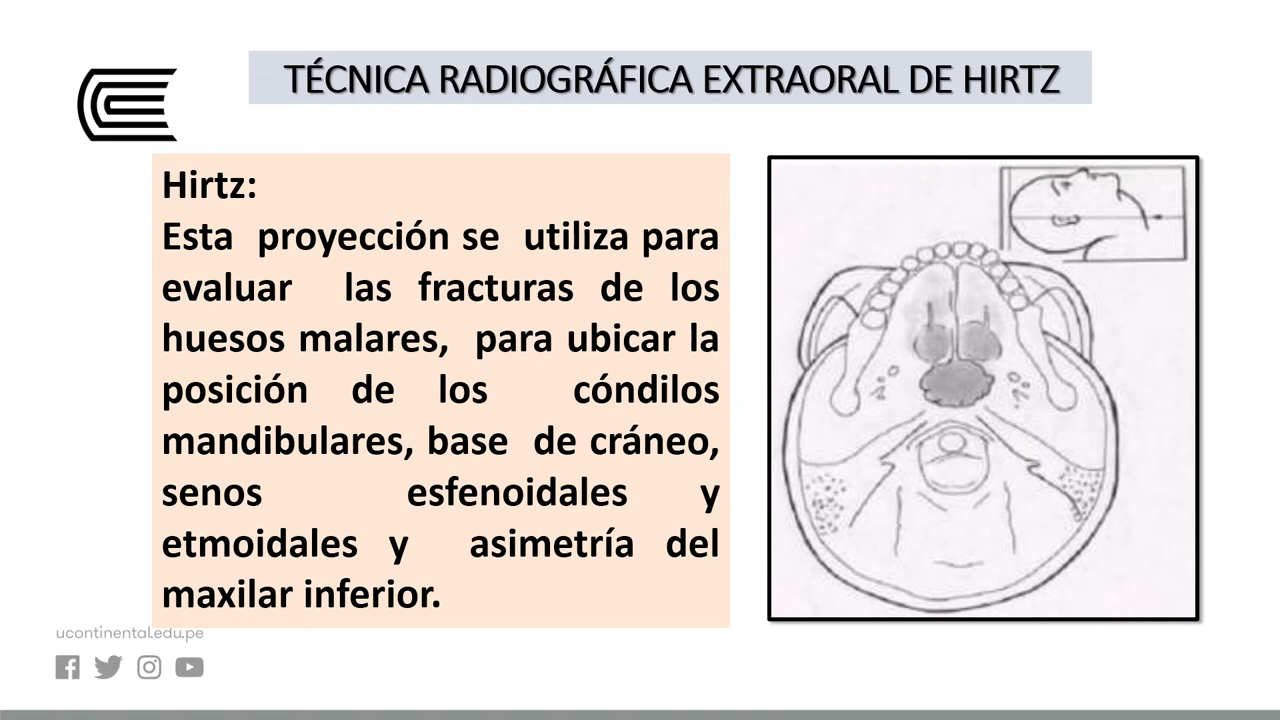 TÉCNICA RADIOGRÁFICA EXTRAORAL DE HIRTZ
Hirtz:
Esta proyección se utiliza para
evaluar las fracturas de los
huesos malares, para ubicar la
posición de los cóndilos
mandibulares, base de cráneo,
senos esfenoidales y
etmoidales y asimetría del
maxilar inferior.
ucontinental.edu.pe